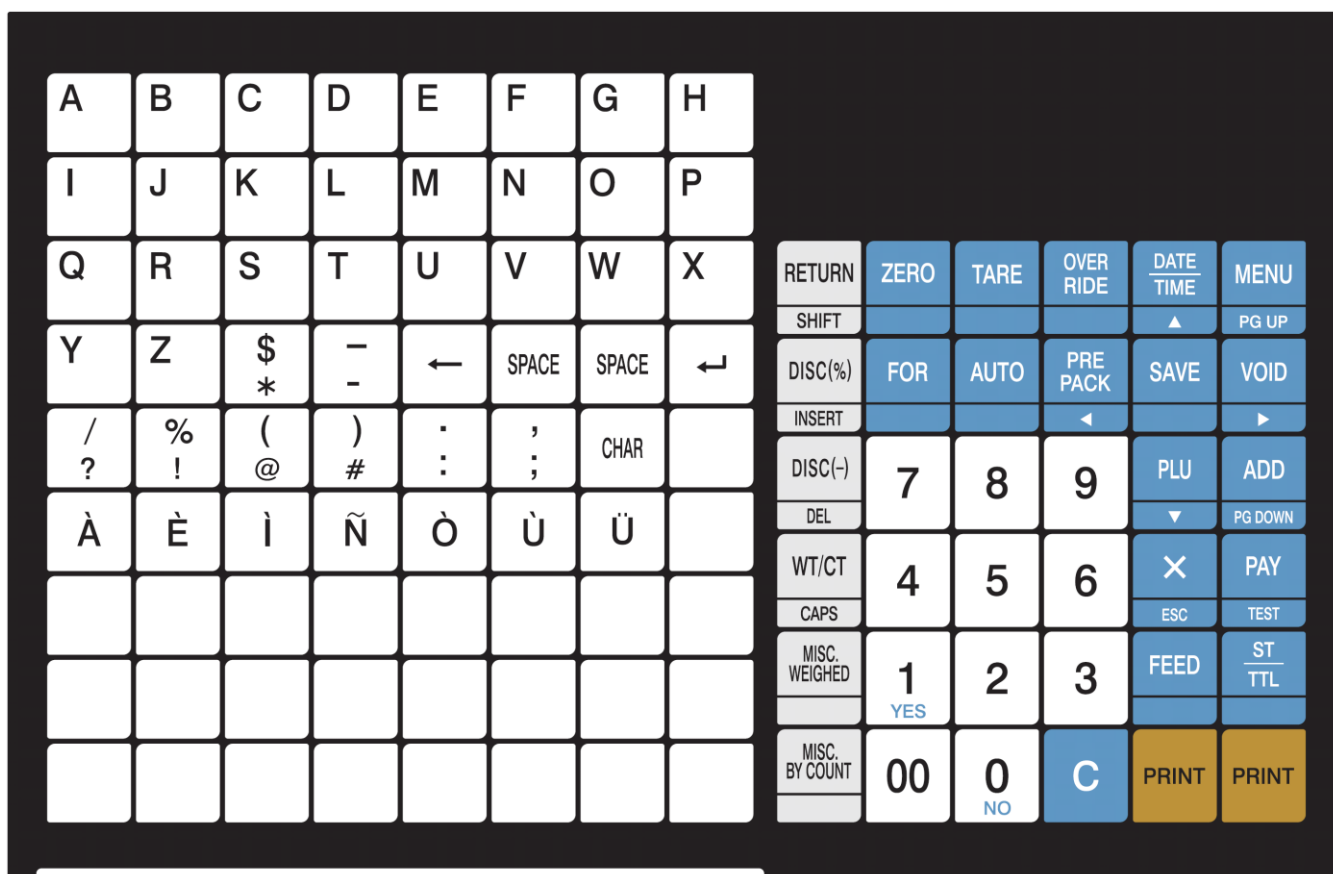 A B C D E F G H
I J K L M N O P
Q R S T U V W X
Y Z $ – ← SPACE SPACE ↵
* -
/ % ( ) . , CHAR
? ! @ # : ;
À È Ì Ñ Ò Ù Ü
RETURN ZERO TARE OVER RIDE DATE TIME MENU
SHIFT ▲ PG UP
DISC(%) FOR AUTO PRE PACK SAVE VOID
INSERT ◀ ▶
DISC(–) 7 8 9 PLU ADD
DEL ▼ PG DOWN
WT/CT 4 5 6 × PAY
CAPS ESC TEST
MISC. WEIGHED 1 2 3 FEED ST TTL
YES
MISC. BY COUNT 00 0 C PRINT PRINT
NO